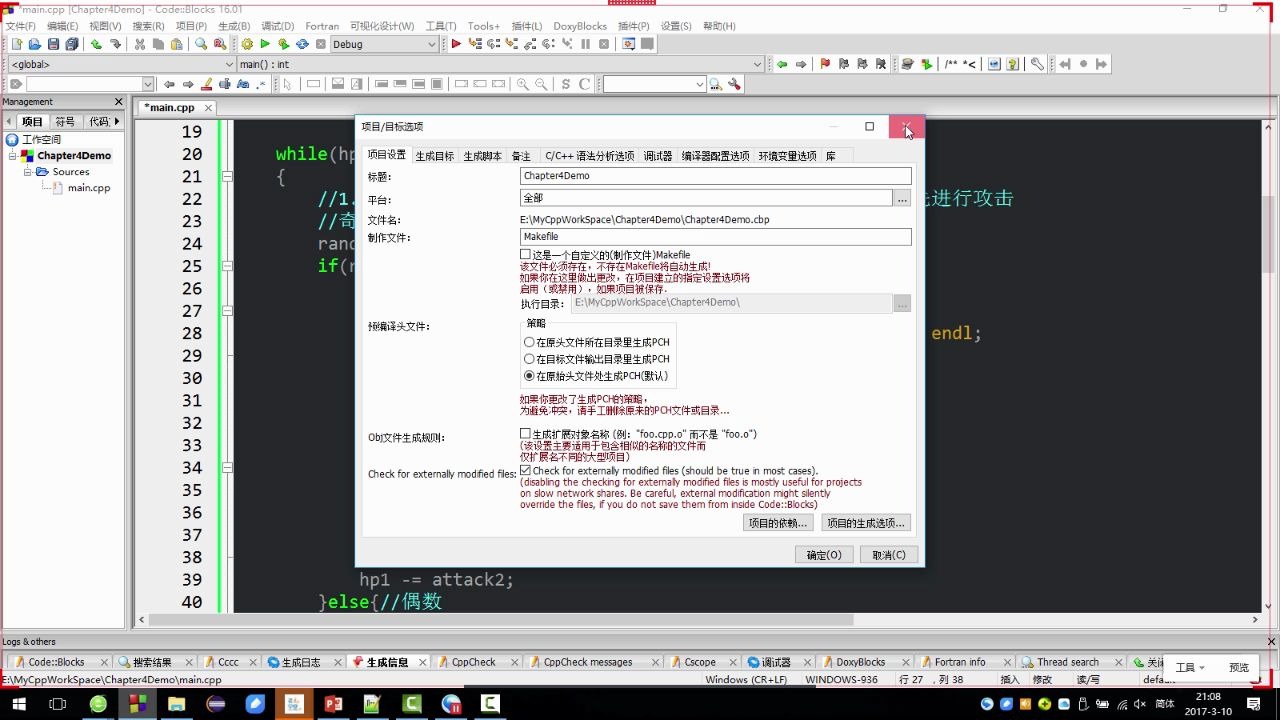 *main.cpp [Chapter4Demo] - Code::Blocks 16.01
文件(F) 编辑(E) 视图(V) 搜索(R) 项目(P) 生成(B) 调试(D) Fortran 可视化设计(W) 工具(T) Tools+ 插件(L) DoxyBlocks 插件(P) 设置(S) 帮助(H)
Debug
<global> main() : int
/** *<
S C
Management
*main.cpp
项目 符号 代码
工作空间
Chapter4Demo
Sources
main.cpp
19
20 while(hp
21 {
22 //1. 先进行攻击
23 //奇
24 rand
25 if(r
26
27
28 endl;
29
30
31
32
33
34
35
36
37
38
39 hp1 -= attack2;
40 }else{//偶数
项目/目标选项
项目设置 生成目标 生成脚本 备注 C/C++ 语法分析选项 调试器 编译器配置选项 环境变量选项 库
标题: Chapter4Demo
平台: 全部 ...
文件名: E:\MyCppWorkSpace\Chapter4Demo\Chapter4Demo.cbp
制作文件: Makefile
这是一个自定义的(制作文件)Makefile
该文件必须存在，不存在Makefile将自动生成!
如果你在这里做出更改，在项目建立的指定设置选项将
启用（或禁用），如果项目被保存.
执行目录: E:\MyCppWorkSpace\Chapter4Demo\ ...
预编译头文件:
策略
在原头文件所在目录里生成PCH
在目标文件输出目录里生成PCH
在原始头文件处生成PCH(默认)
如果你更改了生成PCH的策略，
为避免冲突，请手工删除原来的PCH文件或目录...
Obj文件生成规则: 生成扩展对象名称 (例: "foo.cpp.o" 而不是 "foo.o")
(该设置主要适用于包含相似的名称的文件而
仅扩展名不同的大型项目)
Check for externally modified files: Check for externally modified files (should be true in most cases).
(disabling the checking for externally modified files is mostly useful for projects
on slow network shares. Be careful, external modification might silently
override the files, if you do not save them from inside Code::Blocks)
项目的依赖... 项目的生成选项...
确定(O) 取消(C)
Logs & others
Code::Blocks 搜索结果 Cccc 生成日志 生成信息 CppCheck CppCheck messages Cscope 调试器 DoxyBlocks Fortran info Thread search 关
工具 预览
E:\MyCppWorkSpace\Chapter4Demo\main.cpp Windows (CR+LF) WINDOWS-936 行 27 , 列 38 插入 修改 读/写 defau
简体
21:08
2017-3-10